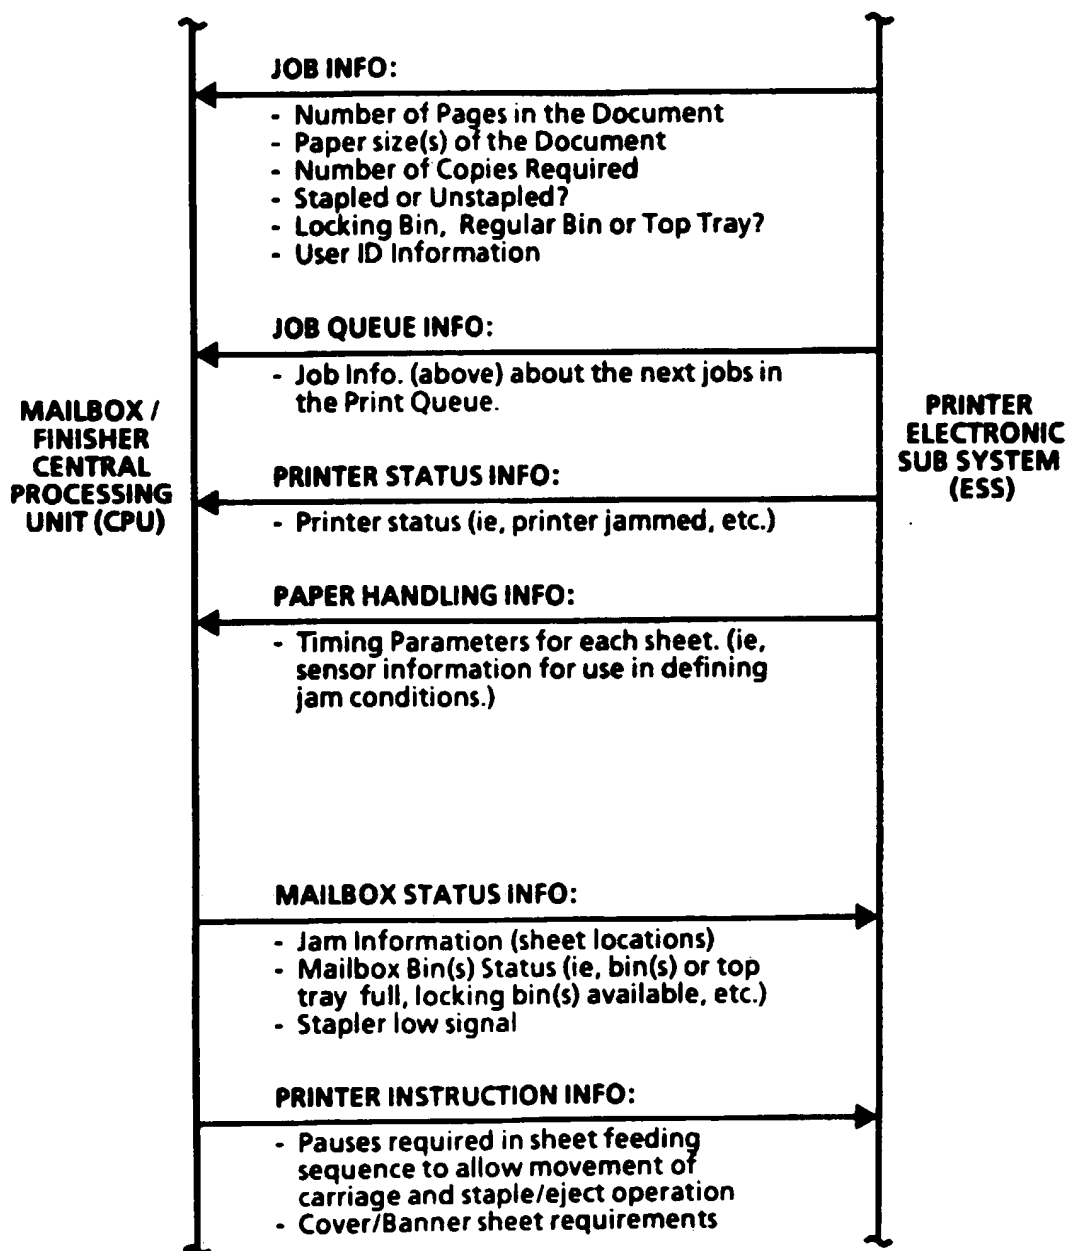 JOB INFO:
- Number of Pages in the Document
- Paper size(s) of the Document
- Number of Copies Required
- Stapled or Unstapled?
- Locking Bin, Regular Bin or Top Tray?
- User ID Information
JOB QUEUE INFO:
- Job Info. (above) about the next jobs in
the Print Queue.
MAILBOX /
FINISHER
CENTRAL
PROCESSING
UNIT (CPU)
PRINTER
ELECTRONIC
SUB SYSTEM
(ESS)
PRINTER STATUS INFO:
- Printer status (ie, printer jammed, etc.)
PAPER HANDLING INFO:
- Timing Parameters for each sheet. (ie,
sensor information for use in defining
jam conditions.)
MAILBOX STATUS INFO:
- Jam Information (sheet locations)
- Mailbox Bin(s) Status (ie, bin(s) or top
tray full, locking bin(s) available, etc.)
- Stapler low signal
PRINTER INSTRUCTION INFO:
- Pauses required in sheet feeding
sequence to allow movement of
carriage and staple/eject operation
- Cover/Banner sheet requirements